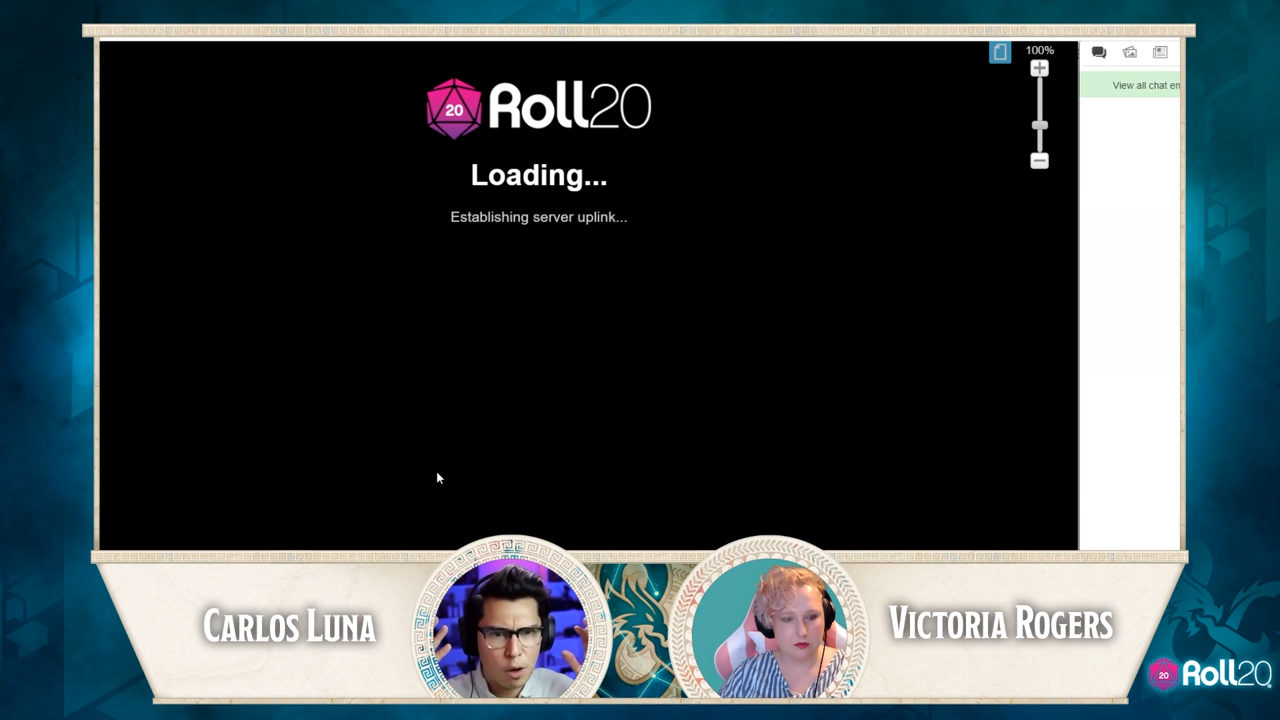 100%
20 Roll20
View all chat en
Loading...
Establishing server uplink...
Carlos Luna
Victoria Rogers
20 Roll20